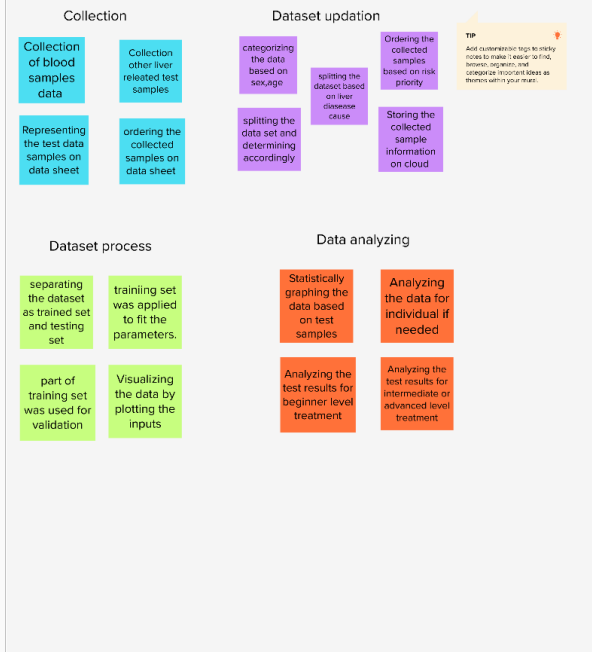 Collection
Collection
of blood
samples
data
Collection
other liver
releated test
samples
Representing
the test data
samples on
data sheet
ordering the
collected
samples on
data sheet
Dataset updation
categorizing
the data
based on
sex,age
splitting the
dataset based
on liver
diasease
cause
Ordering the
collected
samples
based on risk
priority
splitting the
data set and
determining
accordingly
Storing the
collected
sample
information
on cloud
TIP
Add customizable tags to sticky
notes to make it easier to find,
browse, organize, and
categorize important ideas as
themes within your mural.
Dataset process
separating
the dataset
as trained set
and testing
set
trainiing set
was applied
to fit the
parameters.
part of
training set
was used for
validation
Visualizing
the data by
plotting the
inputs
Data analyzing
Statistically
graphing the
data based
on test
samples
Analyzing
the data for
individual if
needed
Analyzing the
test results for
beginner level
treatment
Analyzing the
test results for
intermediate or
advanced level
treatment